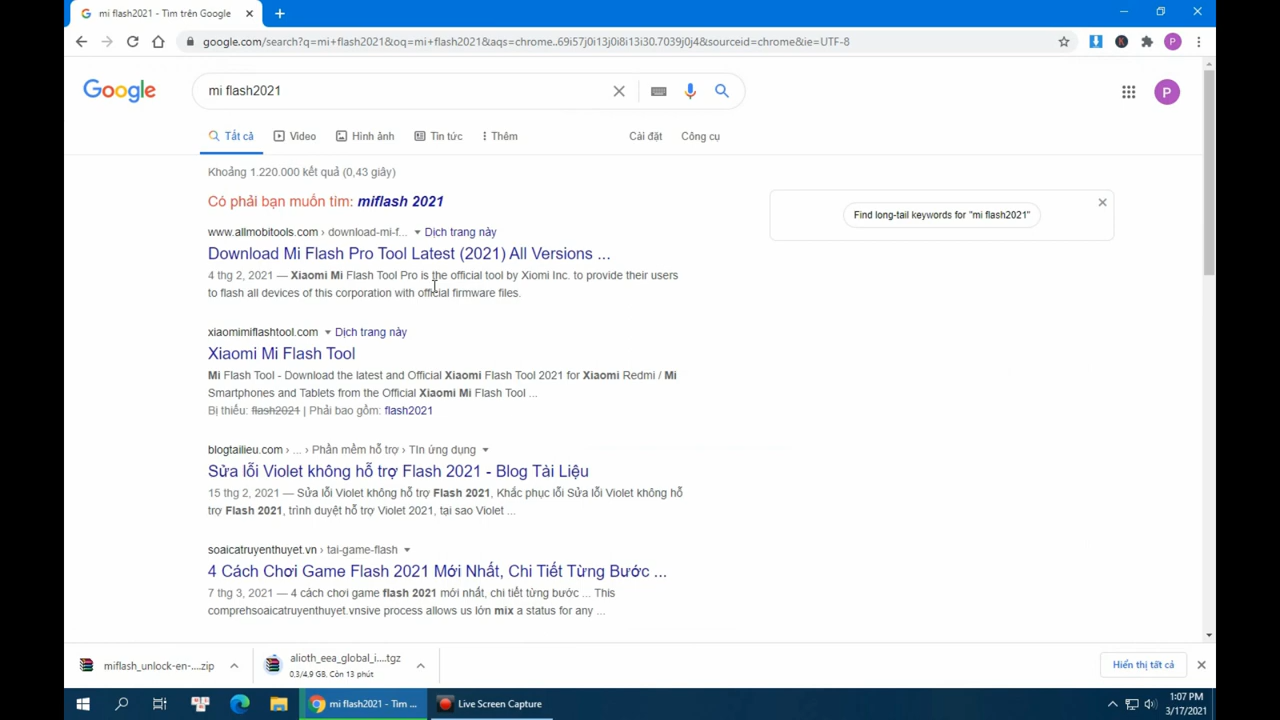 mi flash2021 - Tìm trên Google
google.com/search?q=mi+flash2021&oq=mi+flash2021&aqs=chrome..69i57j0i13j0i8i13i30.7039j0j4&sourceid=chrome&ie=UTF-8
P
Google
mi flash2021
P
Tất cả
Video
Hình ảnh
Tin tức
Thêm
Cài đặt
Công cụ
Khoảng 1.220.000 kết quả (0,43 giây)
Có phải bạn muốn tìm: miflash 2021
Find long-tail keywords for "mi flash2021"
www.allmobitools.com › download-mi-f... Dịch trang này
Download Mi Flash Pro Tool Latest (2021) All Versions ...
4 thg 2, 2021 — Xiaomi Mi Flash Tool Pro is the official tool by Xiomi Inc. to provide their users
to flash all devices of this corporation with official firmware files.
xiaomimiflashtool.com Dịch trang này
Xiaomi Mi Flash Tool
Mi Flash Tool - Download the latest and Official Xiaomi Flash Tool 2021 for Xiaomi Redmi / Mi
Smartphones and Tablets from the Official Xiaomi Mi Flash Tool ...
Bị thiếu: flash2021 | Phải bao gồm: flash2021
blogtailieu.com › ... › Phần mềm hỗ trợ › TIn ứng dụng
Sửa lỗi Violet không hỗ trợ Flash 2021 - Blog Tài Liệu
15 thg 2, 2021 — Sửa lỗi Violet không hỗ trợ Flash 2021, Khắc phục lỗi Sửa lỗi Violet không hỗ
trợ Flash 2021, trình duyệt hỗ trợ Violet 2021, tại sao Violet ...
soaicatruyenthuyet.vn › tai-game-flash
4 Cách Chơi Game Flash 2021 Mới Nhất, Chi Tiết Từng Bước ...
7 thg 3, 2021 — 4 cách chơi game flash 2021 mới nhất, chi tiết từng bước ... This
comprehsoaicatruyenthuyet.vnsive process allows us lớn mix a status for any ...
miflash_unlock-en-....zip
alioth_eea_global_i....tgz
0,3/4,9 GB, Còn 13 phút
Hiển thị tất cả
mi flash2021 - Tìm ...
Live Screen Capture
1:07 PM
3/17/2021